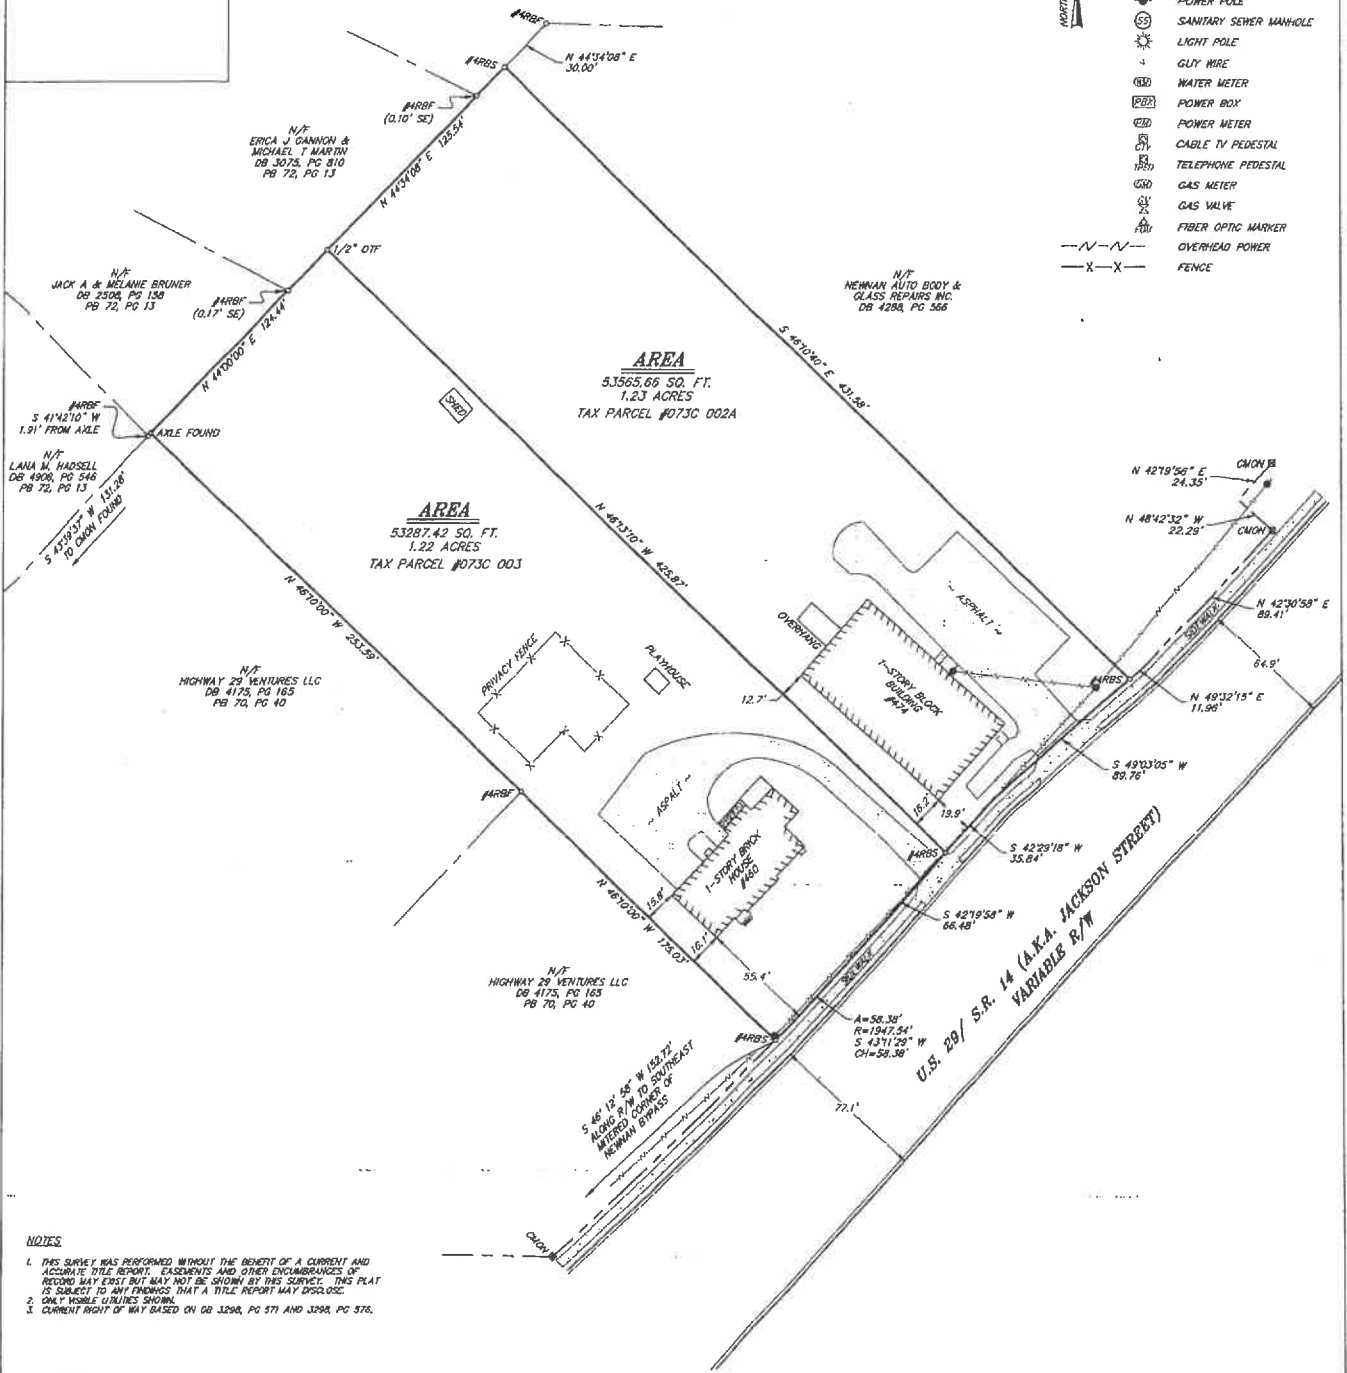 NORTH
POWER POLE
SS SANITARY SEWER MANHOLE
LIGHT POLE
GUY WIRE
WM WATER METER
PBX POWER BOX
PM POWER METER
CTV CABLE TV PEDESTAL
TPED TELEPHONE PEDESTAL
GM GAS METER
GV GAS VALVE
FOM FIBER OPTIC MARKER
OVERHEAD POWER
X X FENCE
#4RBF
N 44°34'08" E
30.00'
#4RBS
#4RBF
(0.10' SE)
N 44°34'08" E 125.54'
N/F
ERICA J GANNON &
MICHAEL T MARTIN
DB 3075, PG 810
PB 72, PG 13
1/2" OTF
N/F
JACK A & MELANIE BRUNER
DB 2508, PG 158
PB 72, PG 13
#4RBF
(0.17' SE)
N 44°00'00" E 124.44'
N/F
NEWNAN AUTO BODY &
GLASS REPAIRS INC.
DB 4288, PG 566
S 46°10'40" E 431.58'
AREA
53565.66 SQ. FT.
1.23 ACRES
TAX PARCEL #073C 002A
SHED
#4RBF
S 41°42'10" W
1.91' FROM AXLE
AXLE FOUND
N/F
LANA M. HADSELL
DB 4906, PG 546
PB 72, PG 13
S 43°59'37" W 131.28'
TO CMON FOUND
AREA
53287.42 SQ. FT.
1.22 ACRES
TAX PARCEL #073C 003
N 46°13'10" W 425.87'
N 46°10'00" W 253.59'
N 42°19'56" E
24.35'
CMON
N 48°42'32" W
22.29'
CMON
N 42°30'58" E
89.41'
SIDEWALK
64.9'
~ ASPHALT ~
OVERHANG
1-STORY BLOCK
BUILDING
#474
#4RBS
N 49°32'15" E
11.96'
S 49°03'05" W
89.76'
PRIVACY FENCE
X X X X X X X
PLAYHOUSE
12.7'
N/F
HIGHWAY 29 VENTURES LLC
DB 4175, PG 165
PB 70, PG 40
#4RBF
~ ASPALT ~
1-STORY BRICK
HOUSE
#460
16.2'
19.9'
#4RBS
S 42°29'18" W
35.84'
S 42°19'58" W
66.48'
15.8'
16.1'
N 46°10'00" W 175.03'
55.4'
SIDEWALK
N/F
HIGHWAY 29 VENTURES LLC
DB 4175, PG 165
PB 70, PG 40
#4RBS
A=58.38'
R=1947.54'
S 43°11'29" W
CH=58.38'
U.S. 29/ S.R. 14 (A.K.A. JACKSON STREET)
VARIABLE R/W
77.1'
S 46° 12' 58" W 152.72'
ALONG R/W TO SOUTHEAST
MITERED CORNER OF
NEWNAN BYPASS
CMON
NOTES
1. THIS SURVEY WAS PERFORMED WITHOUT THE BENEFIT OF A CURRENT AND
ACCURATE TITLE REPORT. EASEMENTS AND OTHER ENCUMBRANCES OF
RECORD MAY EXIST BUT MAY NOT BE SHOWN BY THIS SURVEY. THIS PLAT
IS SUBJECT TO ANY FINDINGS THAT A TITLE REPORT MAY DISCLOSE.
2. ONLY VISIBLE UTILITIES SHOWN.
3. CURRENT RIGHT OF WAY BASED ON DB 3298, PG 571 AND 3298, PG 576.